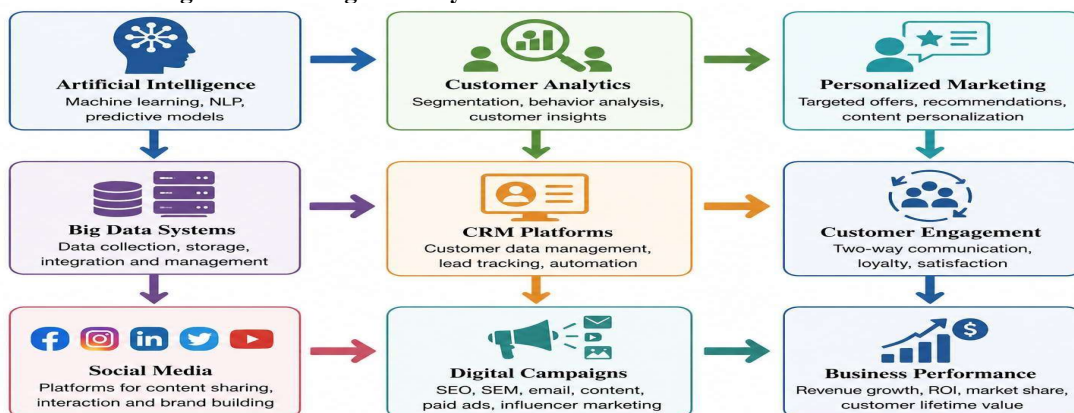 Artificial Intelligence
Machine learning, NLP,
predictive models
Customer Analytics
Segmentation, behavior analysis,
customer insights
Personalized Marketing
Targeted offers, recommendations,
content personalization
Big Data Systems
Data collection, storage,
integration and management
CRM Platforms
Customer data management,
lead tracking, automation
Customer Engagement
Two-way communication,
loyalty, satisfaction
Social Media
Platforms for content sharing,
interaction and brand building
Digital Campaigns
SEO, SEM, email, content,
paid ads, influencer marketing
$
Business Performance
Revenue growth, ROI, market share,
customer lifetime value